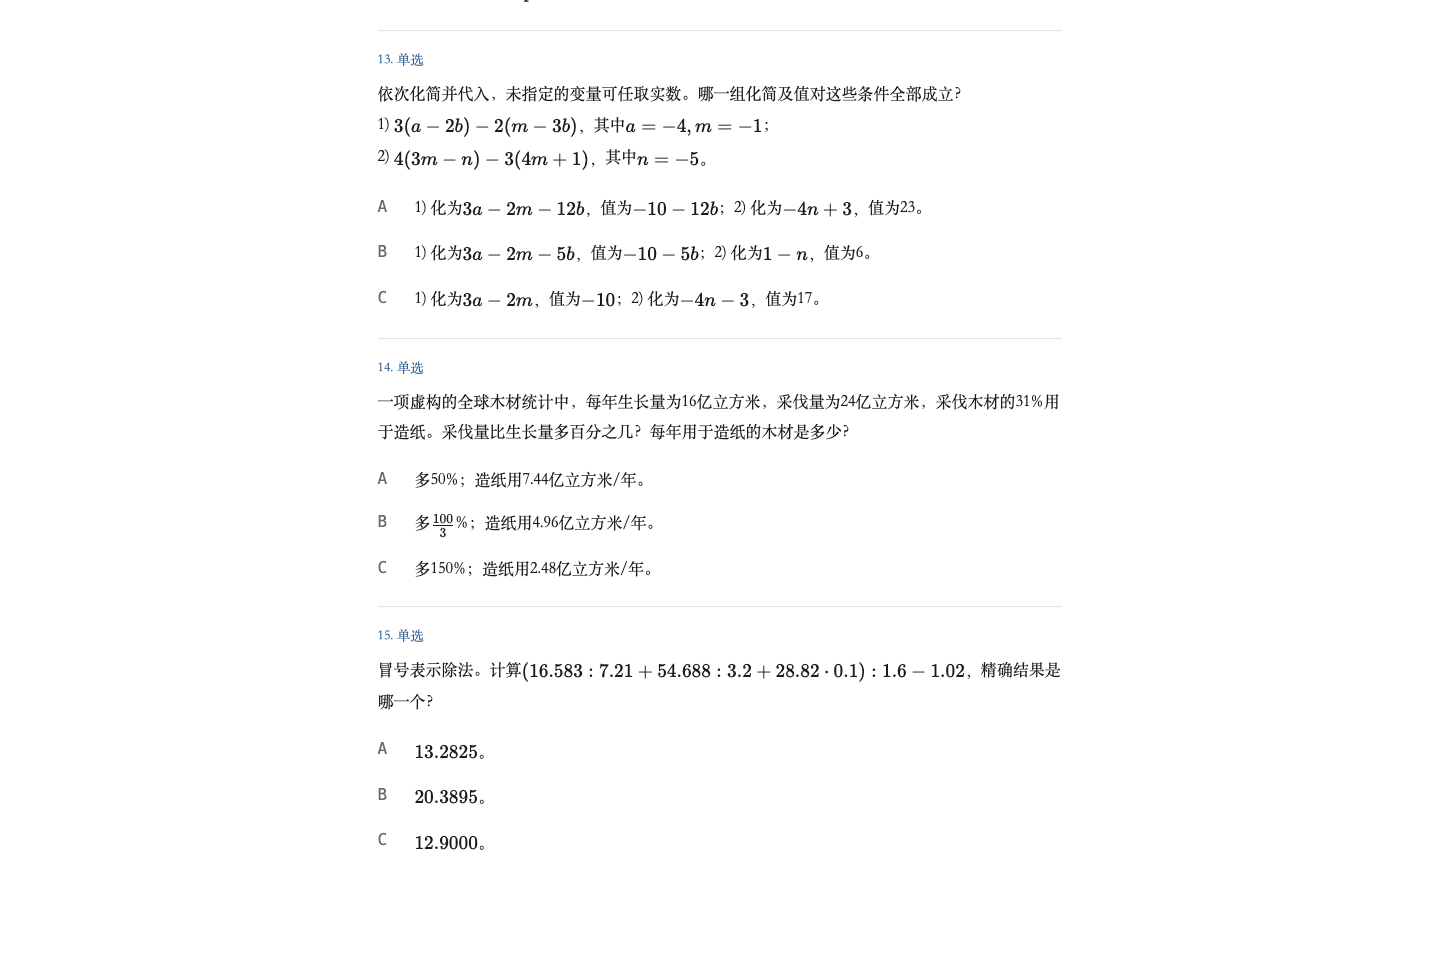 13. 单选
依次化简并代入，未指定的变量可任取实数。哪一组化简及值对这些条件全部成立？
1) 3(a − 2b) − 2(m − 3b)，其中a = −4, m = −1；
2) 4(3m − n) − 3(4m + 1)，其中n = −5。
A 1) 化为3a − 2m − 12b，值为−10 − 12b；2) 化为−4n + 3，值为23。
B 1) 化为3a − 2m − 5b，值为−10 − 5b；2) 化为1 − n，值为6。
C 1) 化为3a − 2m，值为−10；2) 化为−4n − 3，值为17。
14. 单选
一项虚构的全球木材统计中，每年生长量为16亿立方米，采伐量为24亿立方米，采伐木材的31%用
于造纸。采伐量比生长量多百分之几？每年用于造纸的木材是多少？
A 多50%；造纸用7.44亿立方米/年。
B 多100/3%；造纸用4.96亿立方米/年。
C 多150%；造纸用2.48亿立方米/年。
15. 单选
冒号表示除法。计算(16.583 : 7.21 + 54.688 : 3.2 + 28.82 · 0.1) : 1.6 − 1.02，精确结果是
哪一个？
A 13.2825。
B 20.3895。
C 12.9000。